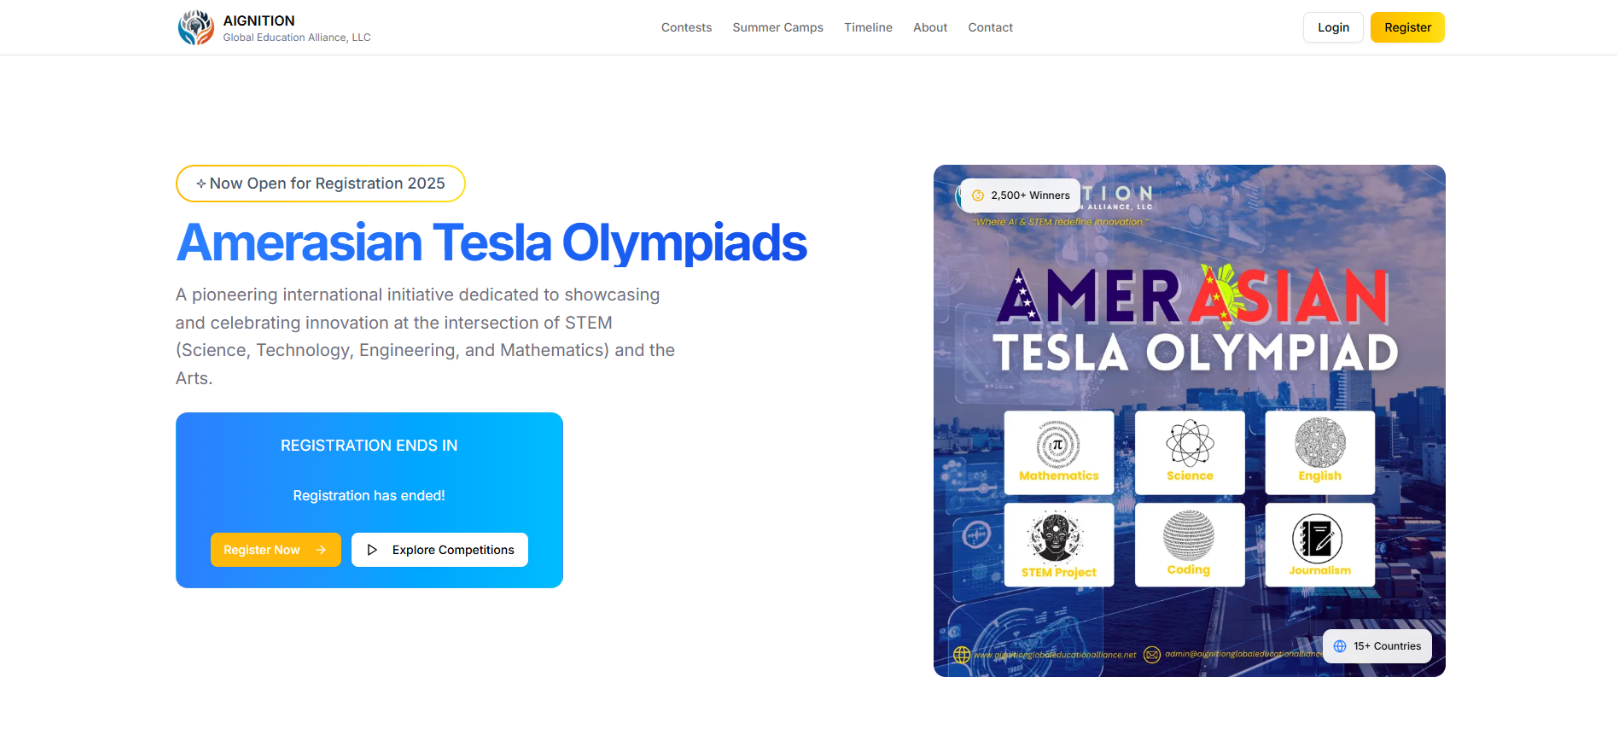 AIGNITION
Global Education Alliance, LLC
Contests
Summer Camps
Timeline
About
Contact
Login
Register
Now Open for Registration 2025
Amerasian Tesla Olympiads
A pioneering international initiative dedicated to showcasing
and celebrating innovation at the intersection of STEM
(Science, Technology, Engineering, and Mathematics) and the
Arts.
REGISTRATION ENDS IN
Registration has ended!
Register Now
Explore Competitions
2,500+ Winners
TION
ALLIANCE, LLC
"Where AI & STEM redefine innovation."
AMERASIAN
TESLA OLYMPIAD
Mathematics
Science
English
STEM Project
Coding
Journalism
www.aignitionglobaleducationalliance.net
admin@aignitionglobaleducationalliance
15+ Countries